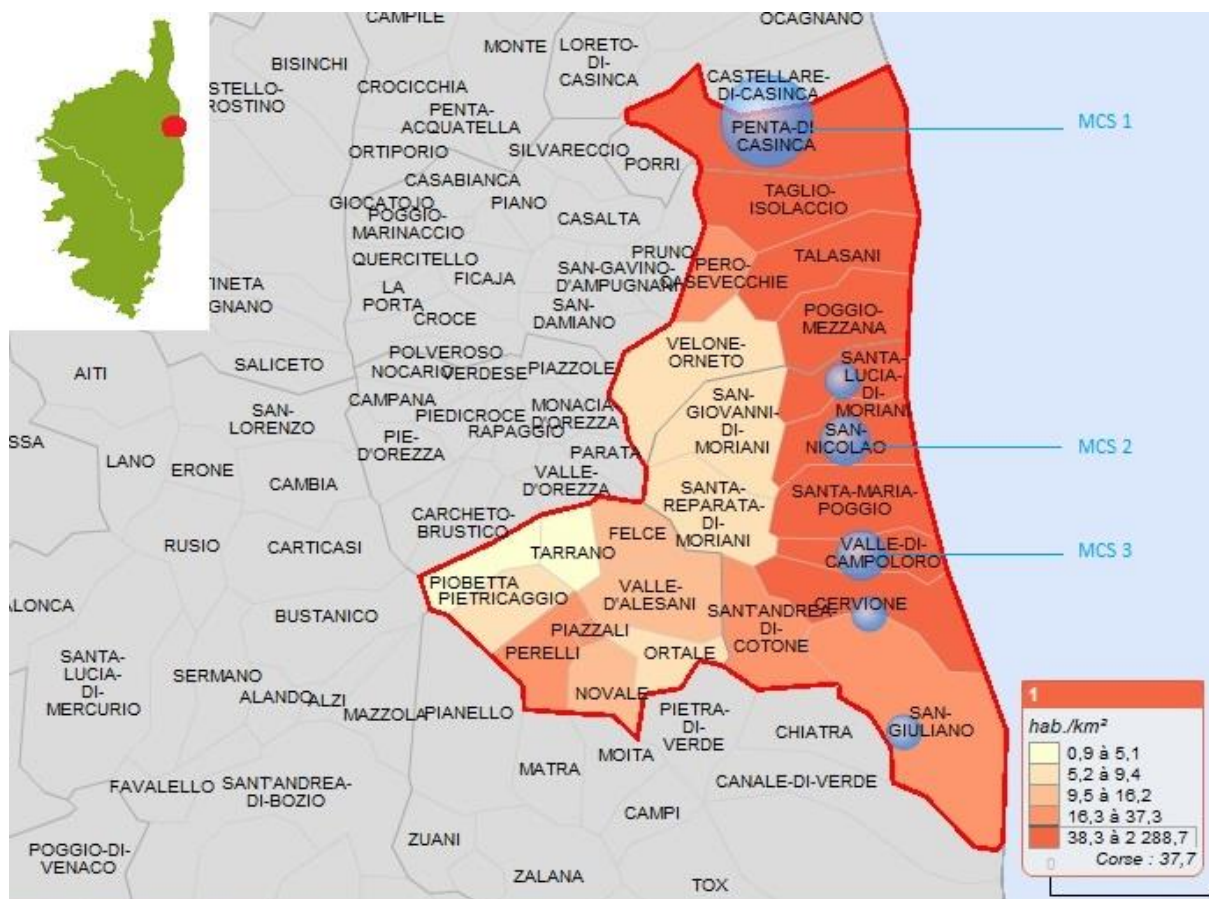 CAMPILE
OCAGNANO
MONTE
LORETO-
DI-
CASINCA
BISINCHI
CROCICCHIA
CASTELLARE-
DI-CASINCA
PENTA-
ACQUATELLA
PENTA-DI
CASINCA
MCS 1
ORTIPORIO
SILVARECCIO
PORRI
CASABIANCA
GIOCATOJO
PIANO
TAGLIO-
ISOLACCIO
POGGIO-
MARINACCIO
CASALTA
PRUNO
TALASANI
QUERCITELLO
FICAJA
SAN-GAVINO-
D'AMPUGNANI
PERO-
CASEVECCHIE
LA
PORTA
CROCE
SAN-
DAMIANO
POGGIO-
MEZZANA
GNANO
VELONE-
ORNETO
POLVEROSO
NOCARIO
VERDESE
PIAZZOLE
SANTA-
LUCIA-
DI-
MORIANI
SALICETO
AITI
CAMPANA
PIEDICROCE
RAPAGGIO
MONACIA
D'OREZZA
SAN-
GIOVANNI-
DI-
MORIANI
SAN-
LORENZO
PIE-
D'OREZZA
PARATA
SAN-
NICOLAO
MCS 2
LANO
ERONE
CAMBIA
VALLE-
D'OREZZA
SANTA-
REPARATA-
DI-
MORIANI
SANTA-MARIA-
POGGIO
CARCHETO-
BRUSTICO
FELCE
RUSIO
CARTICASI
TARRANO
VALLE-DI-
CAMPOLORO
MCS 3
PIOBETTA
PIETRICAGGIO
VALLE-
D'ALESANI
CERVIONE
BUSTANICO
SANT'ANDREA-
DI-
COTONE
PIAZZALI
PERELLI
ORTALE
SANTA-
LUCIA-
DI-
MERCURIO
SERMANO
ALANDO
ALZI
MAZZOLA
PIANELLO
NOVALE
PIETRA-
DI-
VERDE
CHIATRA
SAN-
GIULIANO
MOITA
MATRA
CANALE-DI-VERDE
FAVALELLO
SANT'ANDREA-
DI-BOZIO
CAMPI
ZUANI
POGGIO-DI-
VENACO
ZALANA
TOX
1
hab./km²
0,9 à 5,1
5,2 à 9,4
9,5 à 16,2
16,3 à 37,3
38,3 à 2 288,7
0
Corse : 37,7